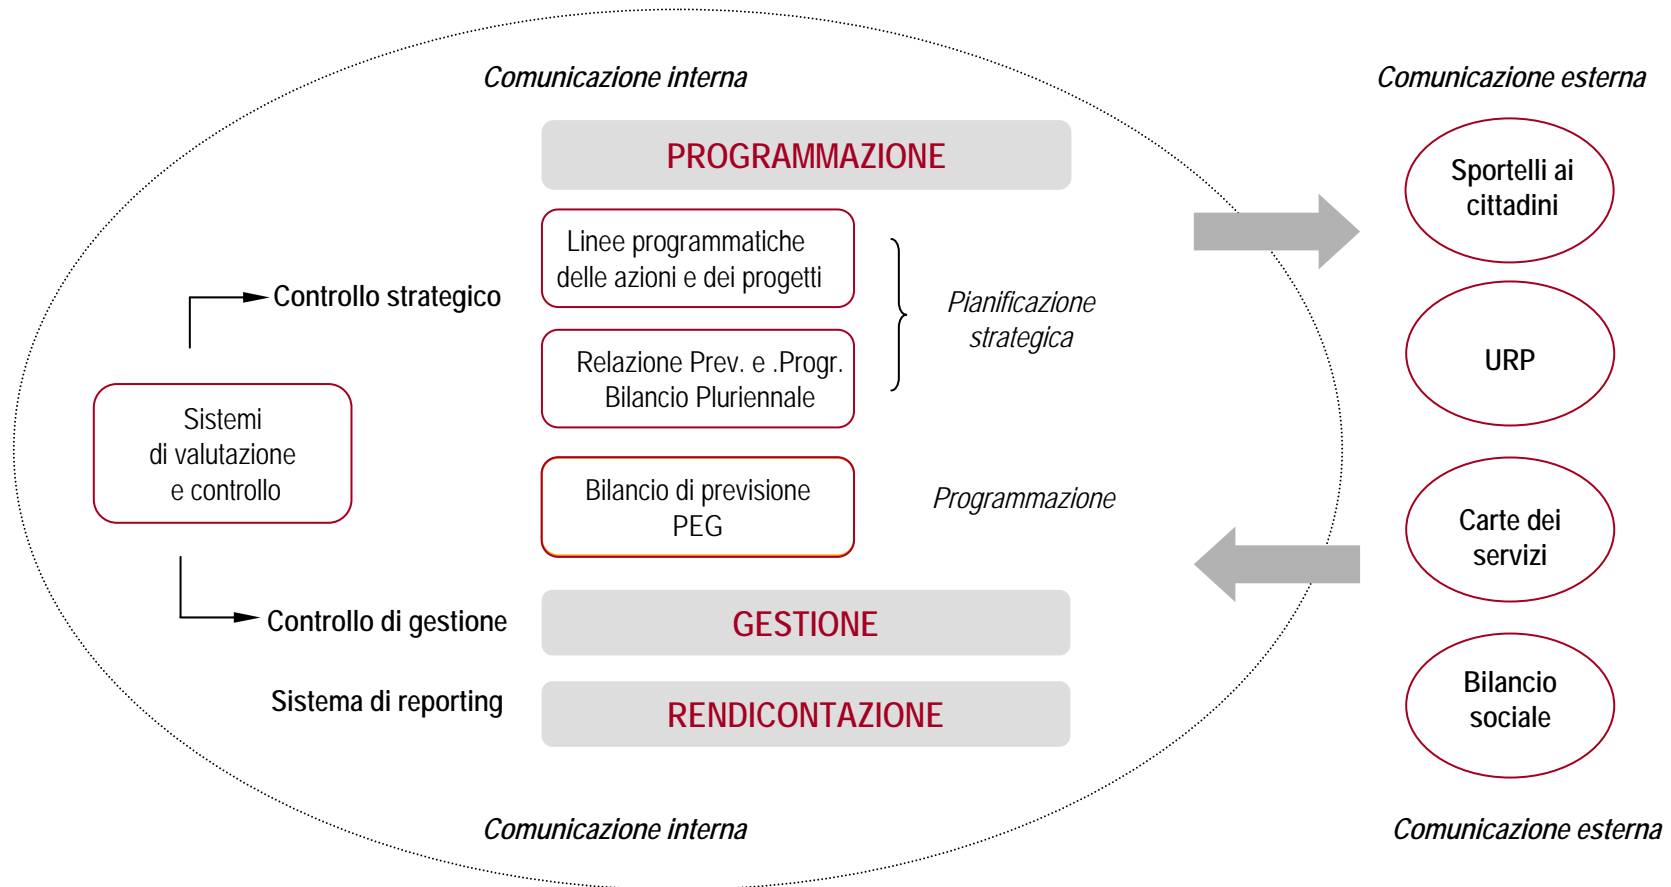 Comunicazione interna
Comunicazione esterna
PROGRAMMAZIONE
Sportelli ai
cittadini
Linee programmatiche
delle azioni e dei progetti
Controllo strategico
Pianificazione
strategica
Relazione Prev. e .Progr.
Bilancio Pluriennale
URP
Sistemi
di valutazione
e controllo
Bilancio di previsione
PEG
Programmazione
Carte dei
servizi
Controllo di gestione
GESTIONE
Sistema di reporting
RENDICONTAZIONE
Bilancio
sociale
Comunicazione interna
Comunicazione esterna